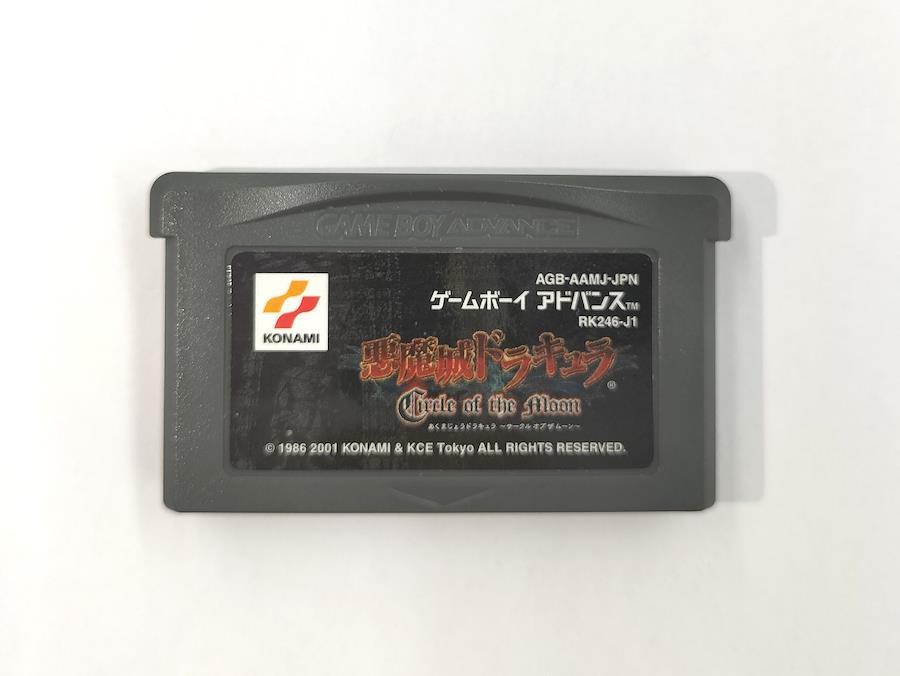 GAME BOY ADVANCE
AGB-AAMJ-JPN
ゲームボーイ アドバンス™
RK246-J1
KONAMI
悪魔城ドラキュラ®
Circle of the Moon
あくまじょうドラキュラ ～サークル オブ ザ ムーン～
© 1986 2001 KONAMI & KCE Tokyo ALL RIGHTS RESERVED.